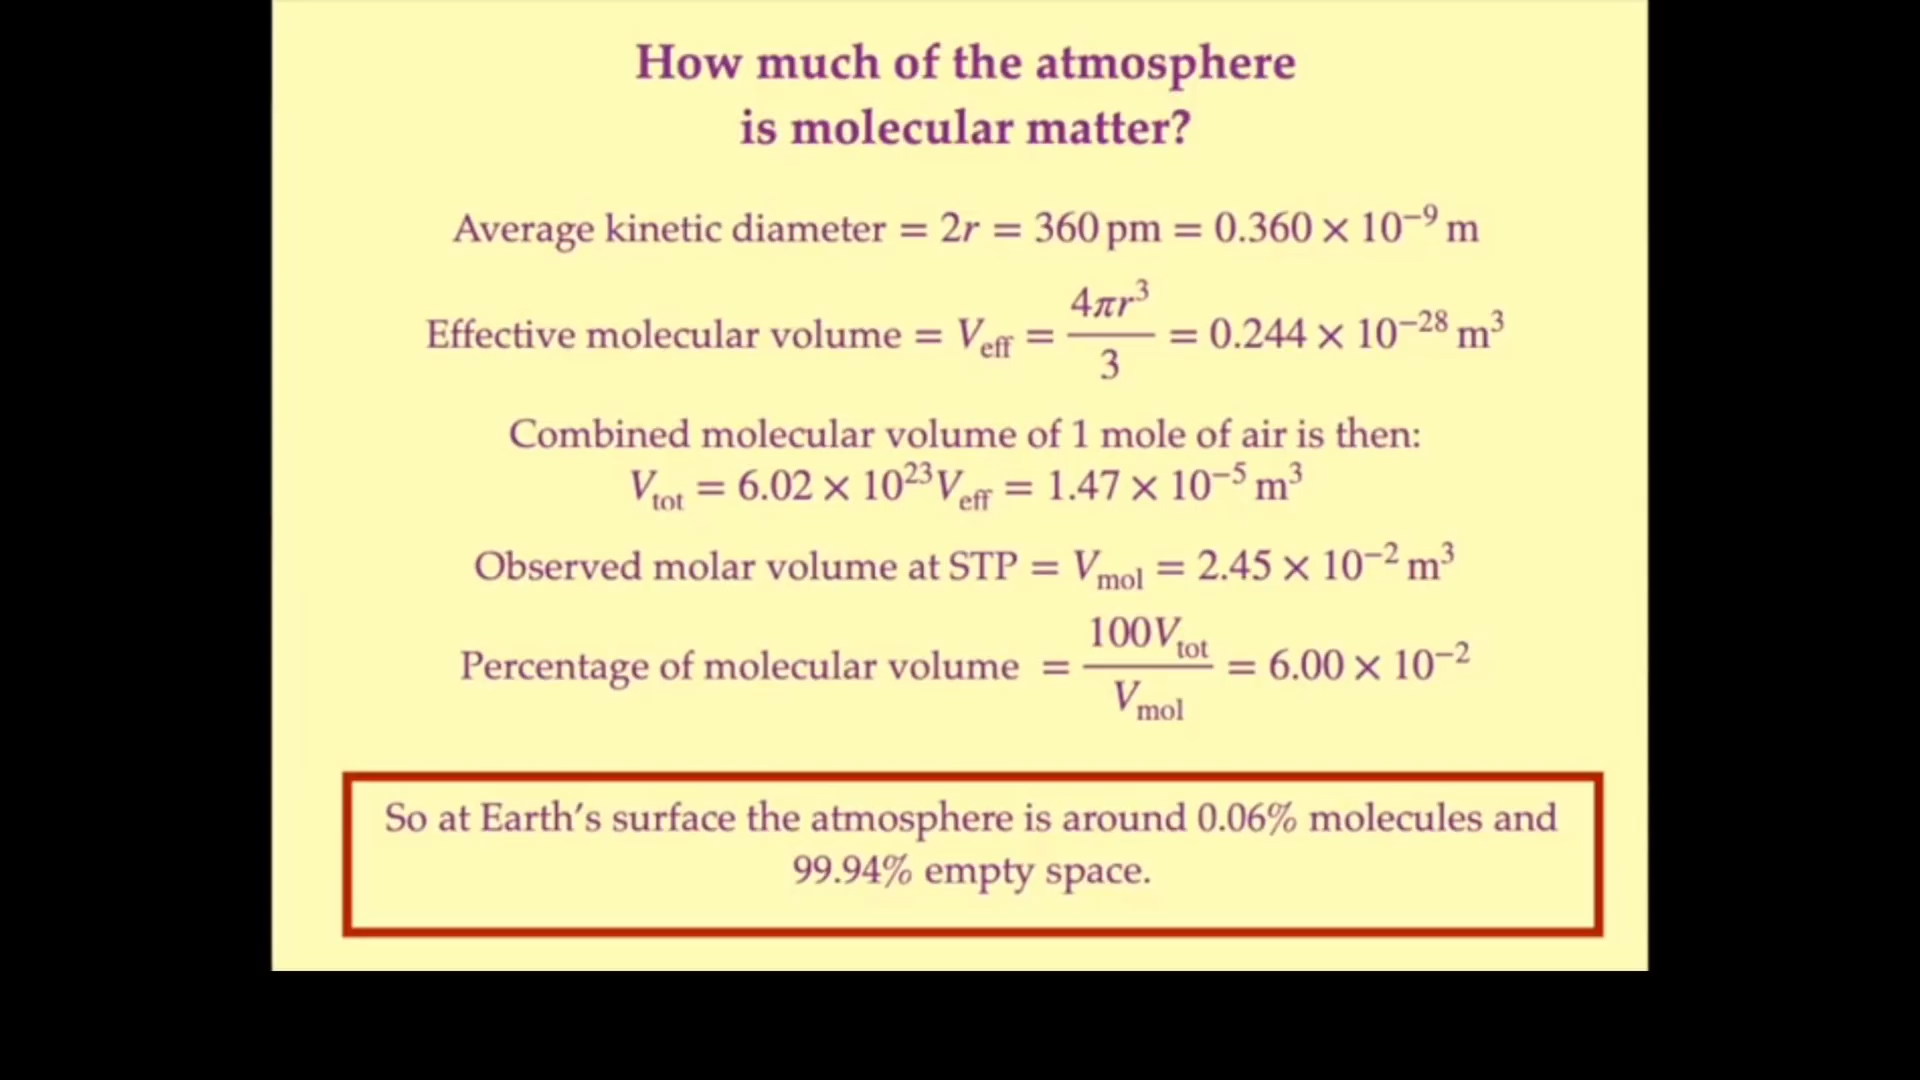 How much of the atmosphere
is molecular matter?
Average kinetic diameter = 2r = 360 pm = 0.360 × 10⁻⁹ m
Effective molecular volume = V_eff = 4πr³/3 = 0.244 × 10⁻²⁸ m³
Combined molecular volume of 1 mole of air is then:
V_tot = 6.02 × 10²³ V_eff = 1.47 × 10⁻⁵ m³
Observed molar volume at STP = V_mol = 2.45 × 10⁻² m³
Percentage of molecular volume = 100V_tot/V_mol = 6.00 × 10⁻²
So at Earth's surface the atmosphere is around 0.06% molecules and
99.94% empty space.